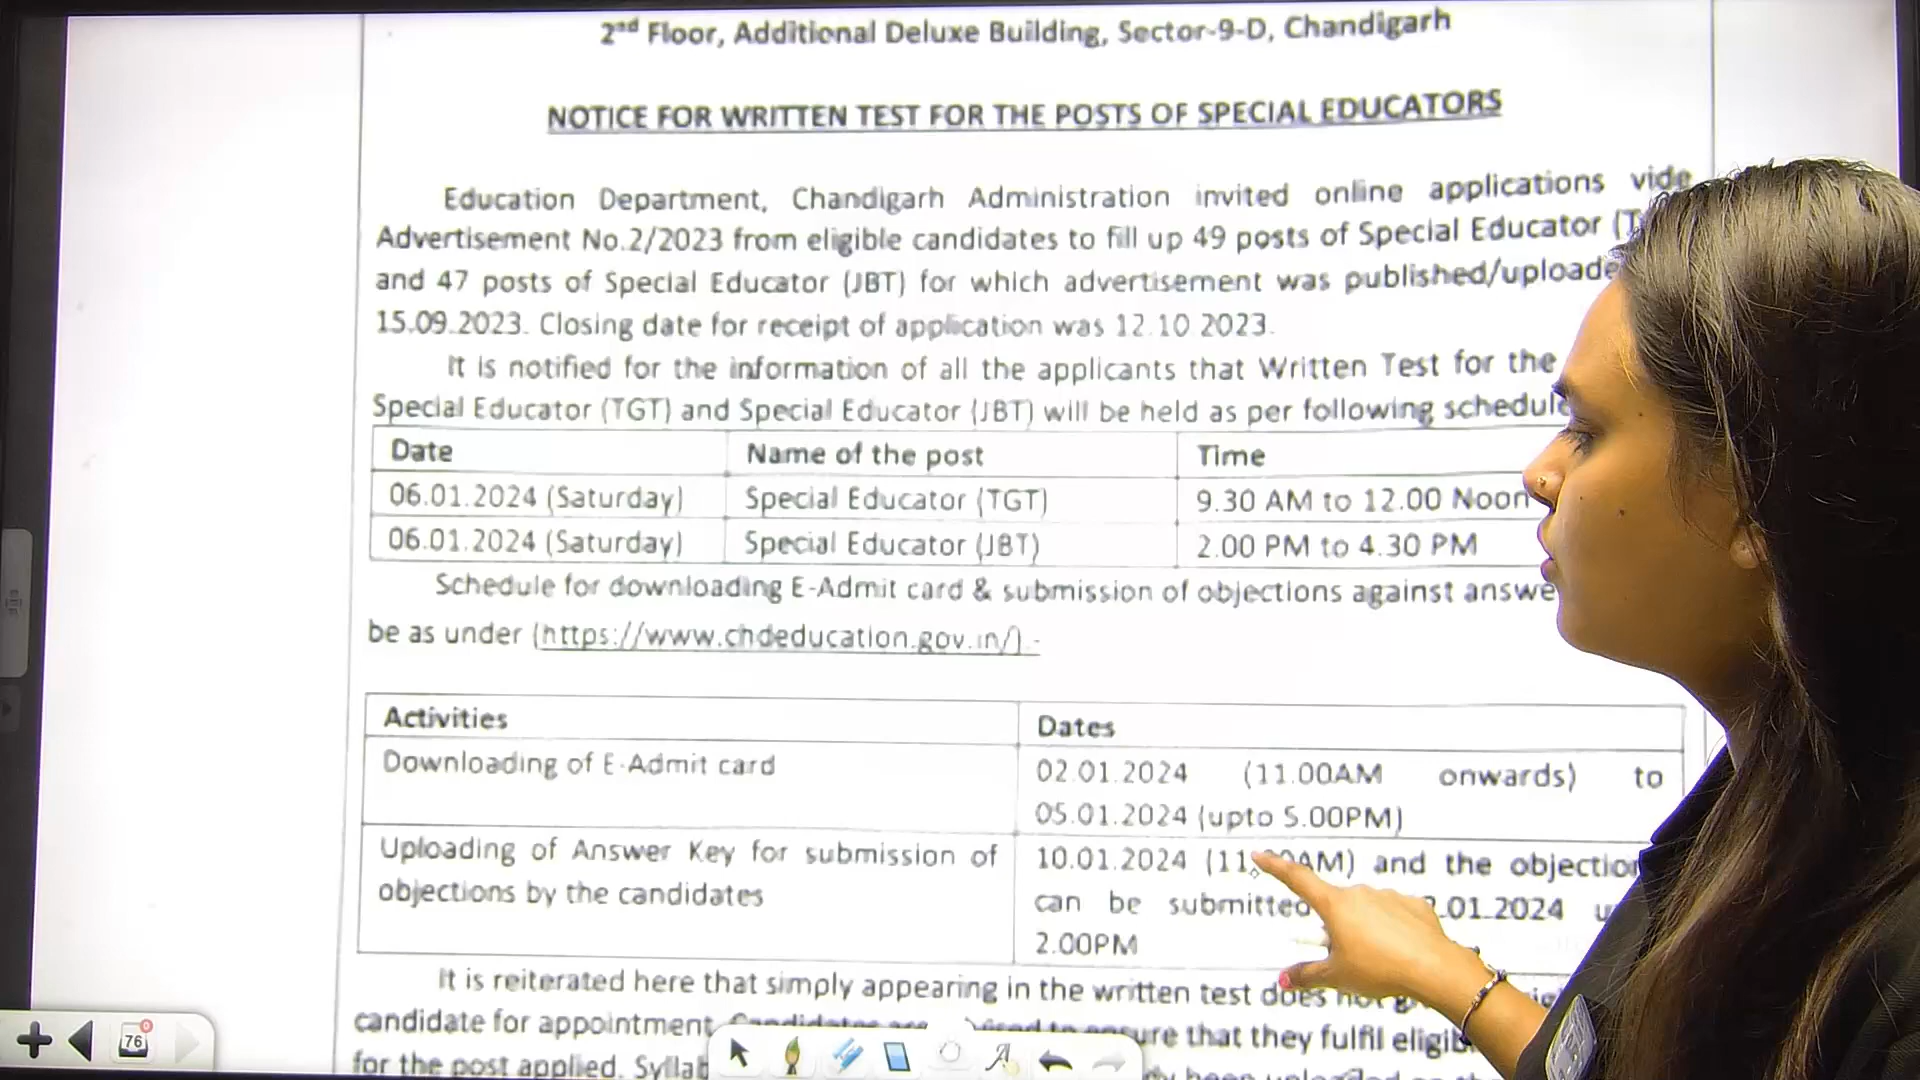 2nd Floor, Additional Deluxe Building, Sector-9-D, Chandigarh
NOTICE FOR WRITTEN TEST FOR THE POSTS OF SPECIAL EDUCATORS
Education Department, Chandigarh Administration invited online applications vide
Advertisement No.2/2023 from eligible candidates to fill up 49 posts of Special Educator (T
and 47 posts of Special Educator (JBT) for which advertisement was published/uploade
15.09.2023. Closing date for receipt of application was 12.10.2023.
It is notified for the information of all the applicants that Written Test for the
Special Educator (TGT) and Special Educator (JBT) will be held as per following schedul
Date Name of the post Time
06.01.2024 (Saturday) Special Educator (TGT) 9.30 AM to 12.00 Noon
06.01.2024 (Saturday) Special Educator (JBT) 2.00 PM to 4.30 PM
Schedule for downloading E-Admit card & submission of objections against answe
be as under (https://www.chdeducation.gov.in/).-
Activities Dates
Downloading of E-Admit card 02.01.2024 (11.00AM onwards) to
05.01.2024 (upto 5.00PM)
Uploading of Answer Key for submission of 10.01.2024 AM) and the objection
objections by the candidates can be submitted .01.2024
2.00PM
It is reiterated here that simply appearing in the written test does not
candidate for appointment. Candidates are ure that they fulfil eligib
for the post applied. Syllab
76
0
A